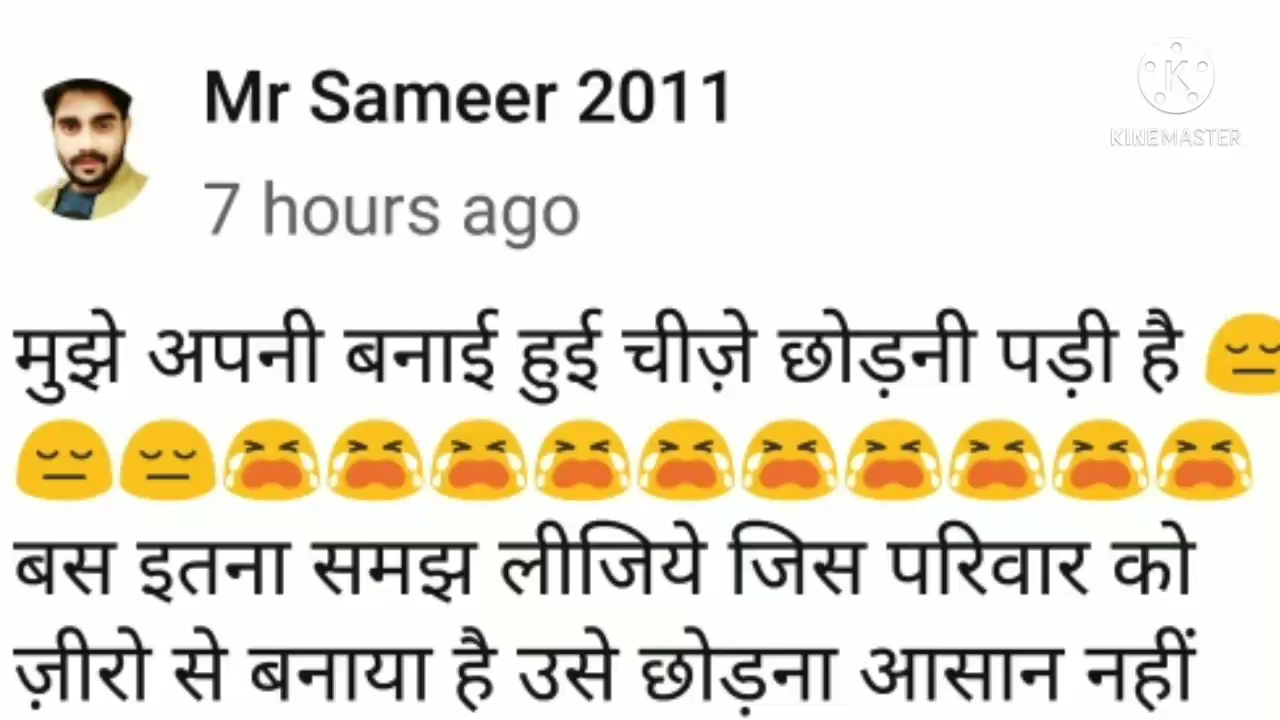 Mr Sameer 2011
KINEMASTER
7 hours ago
मुझे अपनी बनाई हुई चीज़े छोड़नी पड़ी है 😔
😔😔😭😭😭😭😭😭😭😭😭😭
बस इतना समझ लीजिये जिस परिवार को
ज़ीरो से बनाया है उसे छोड़ना आसान नहीं